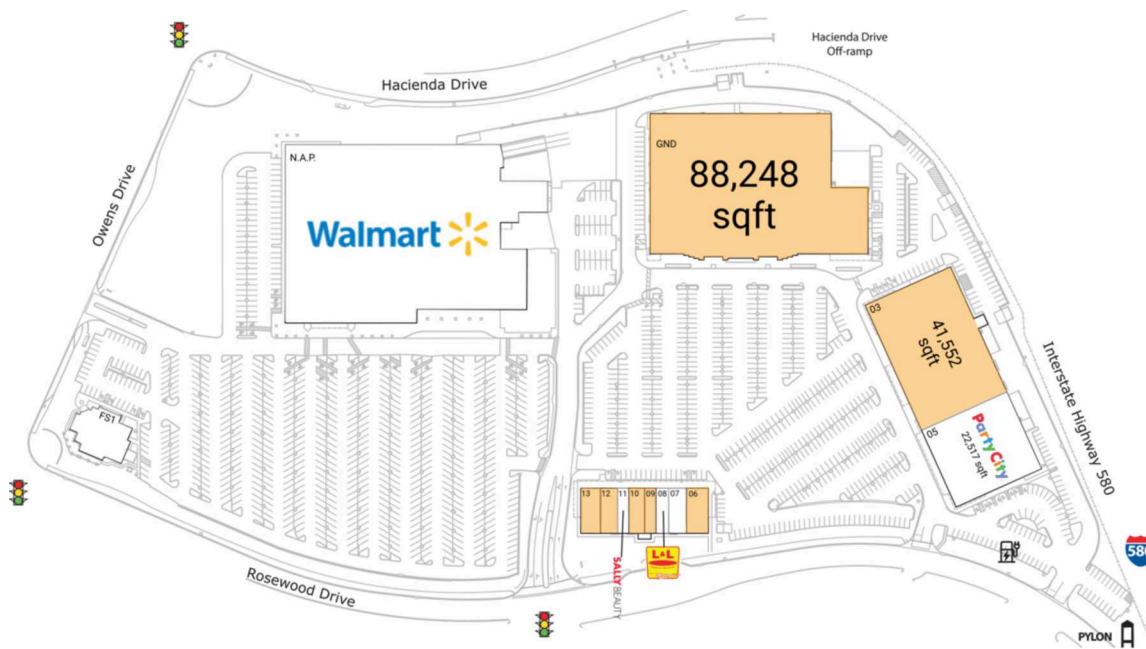 Hacienda Drive
Off-ramp
Hacienda Drive
N.A.P.
GND
88,248
sqft
Walmart
Owens Drive
03
41,552
sqft
Interstate Highway 580
FS1
05
PartyCity
22,517 sqft
13
12
11
10
09
08
07
06
L&L
SALLY BEAUTY
580
Rosewood Drive
PYLON